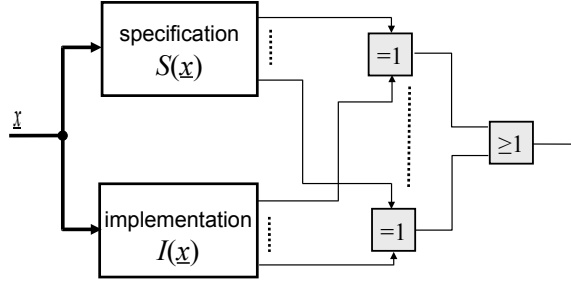 specification
S(x)
=1
x
≥1
implementation
I(x)
=1